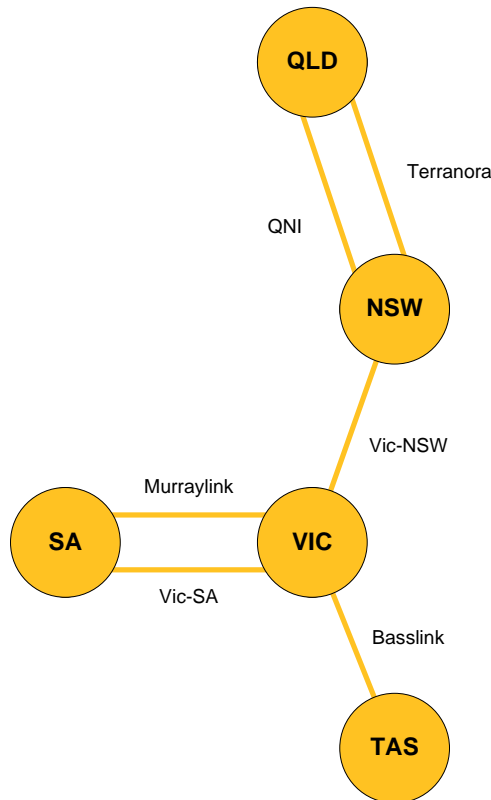 QLD
Terranora
QNI
NSW
Vic-NSW
Murraylink
SA
VIC
Vic-SA
Basslink
TAS